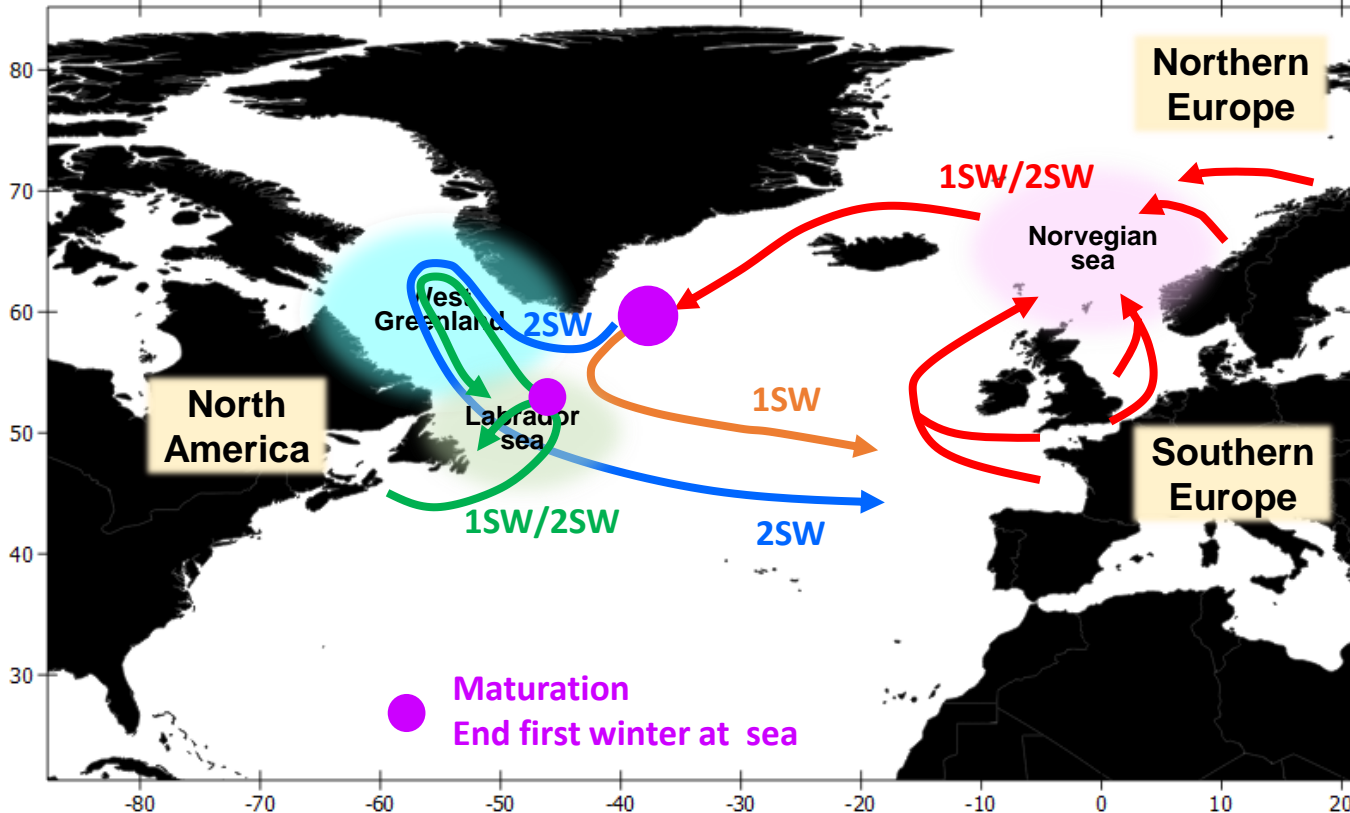 80
70
60
50
40
30
Northern
Europe
1SW/2SW
Norvegian
sea
West
Greenland
2SW
1SW
North
America
Labrador
sea
Southern
Europe
1SW/2SW
2SW
Maturation
End first winter at sea
-80
-70
-60
-50
-40
-30
-20
-10
0
10
20